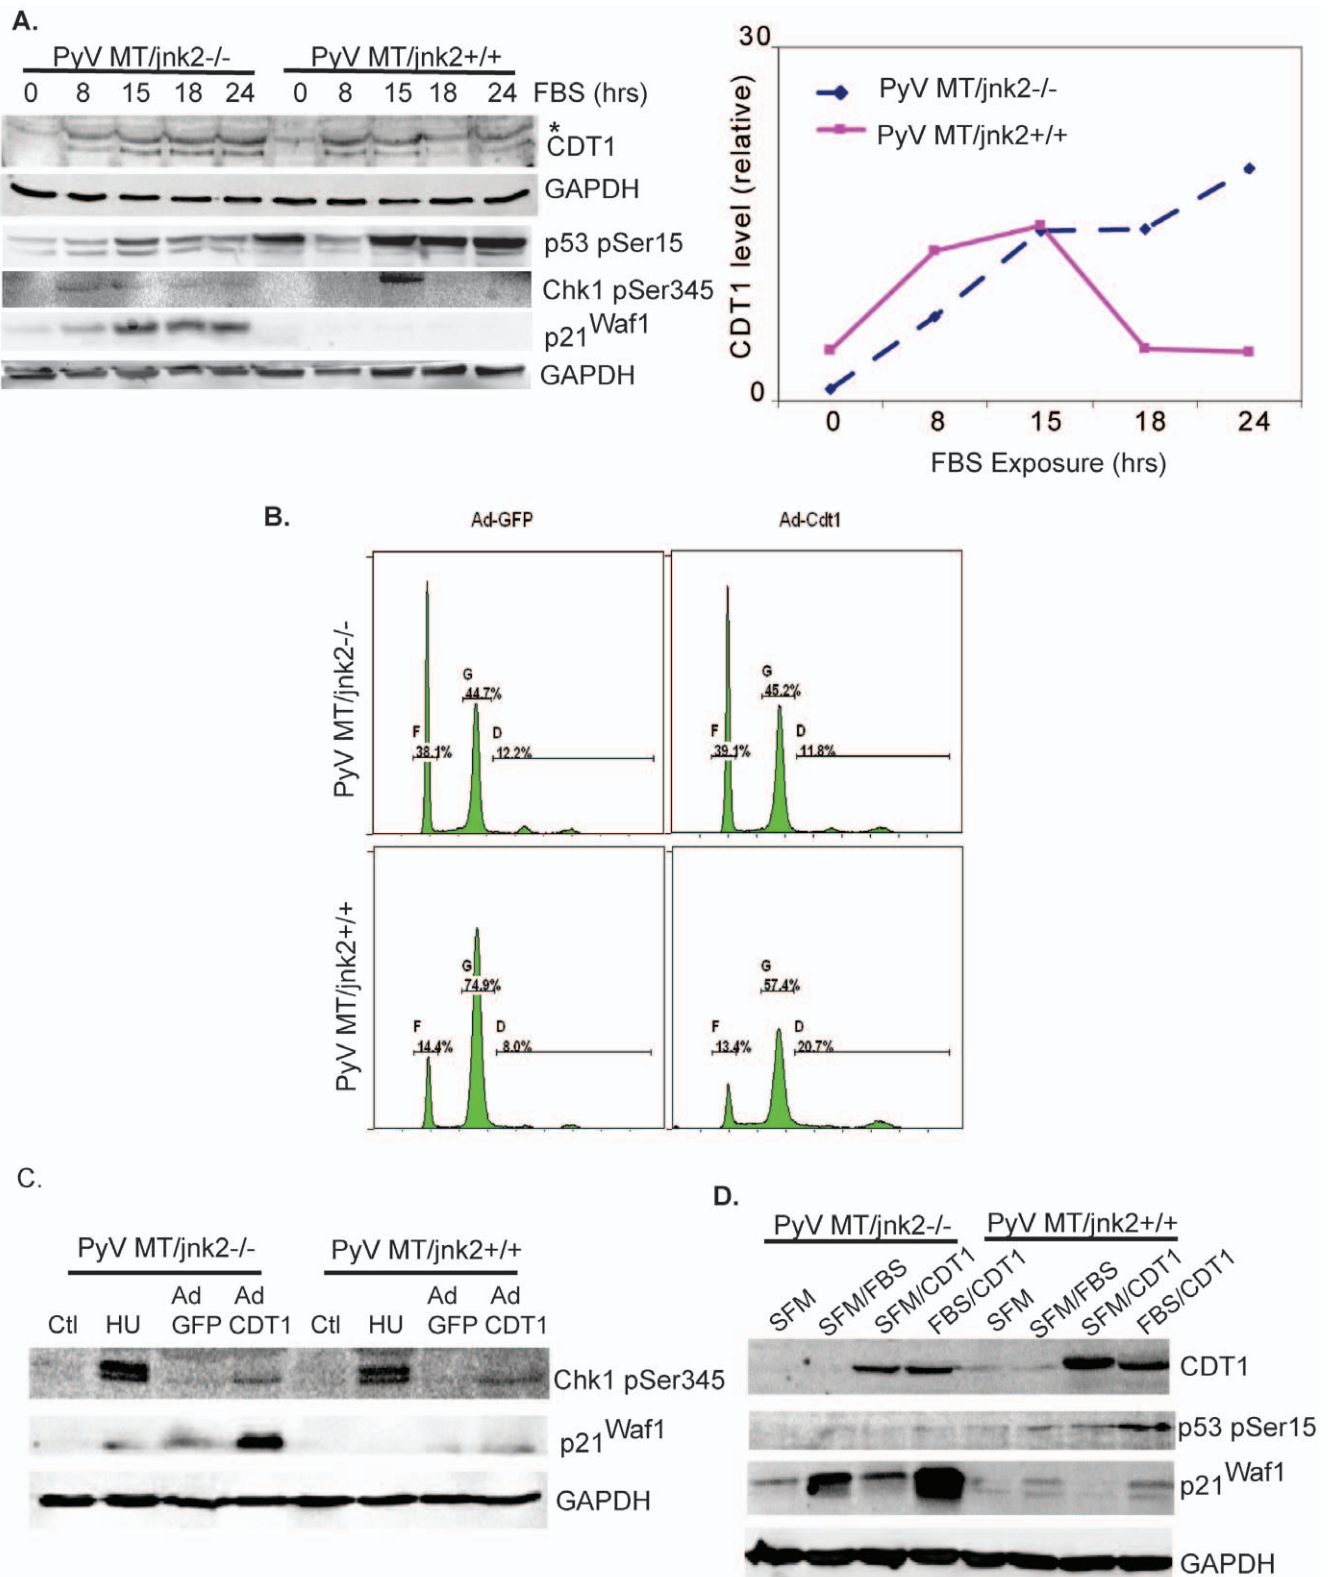 A.
PyV MT/jnk2-/- PyV MT/jnk2+/+
0 8 15 18 24 0 8 15 18 24 FBS (hrs)
*
CDT1
GAPDH
p53 pSer15
Chk1 pSer345
p21Waf1
GAPDH
30
PyV MT/jnk2-/-
PyV MT/jnk2+/+
CDT1 level (relative)
0
0 8 15 18 24
FBS Exposure (hrs)
B.
Ad-GFP Ad-Cdt1
PyV MT/jnk2-/-
G
44.7%
F
38.1%
D
12.2%
G
45.2%
F
39.1%
D
11.8%
PyV MT/jnk2+/+
G
74.9%
F
14.4%
D
8.0%
G
57.4%
F
13.4%
D
20.7%
C.
PyV MT/jnk2-/- PyV MT/jnk2+/+
Ad Ad Ad Ad
Ctl HU GFP CDT1 Ctl HU GFP CDT1
Chk1 pSer345
p21Waf1
GAPDH
D.
PyV MT/jnk2-/- PyV MT/jnk2+/+
SFM SFM/FBS SFM/CDT1 FBS/CDT1 SFM SFM/FBS SFM/CDT1 FBS/CDT1
CDT1
p53 pSer15
p21Waf1
GAPDH